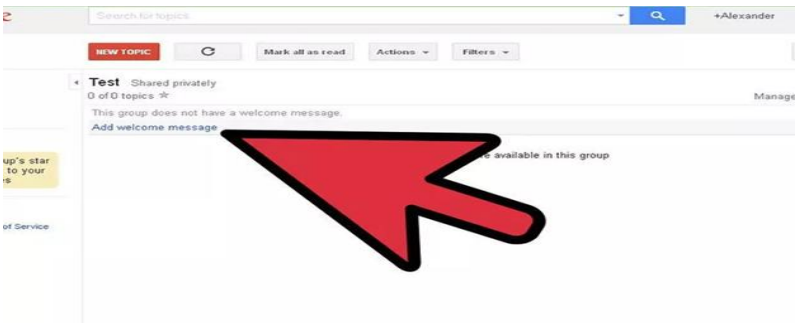 Search for topics
+Alexander
NEW TOPIC
Mark all as read
Actions
Filters
Test Shared privately
0 of 0 topics
Manage
This group does not have a welcome message.
Add welcome message
available in this group
up's star
to your
of Service